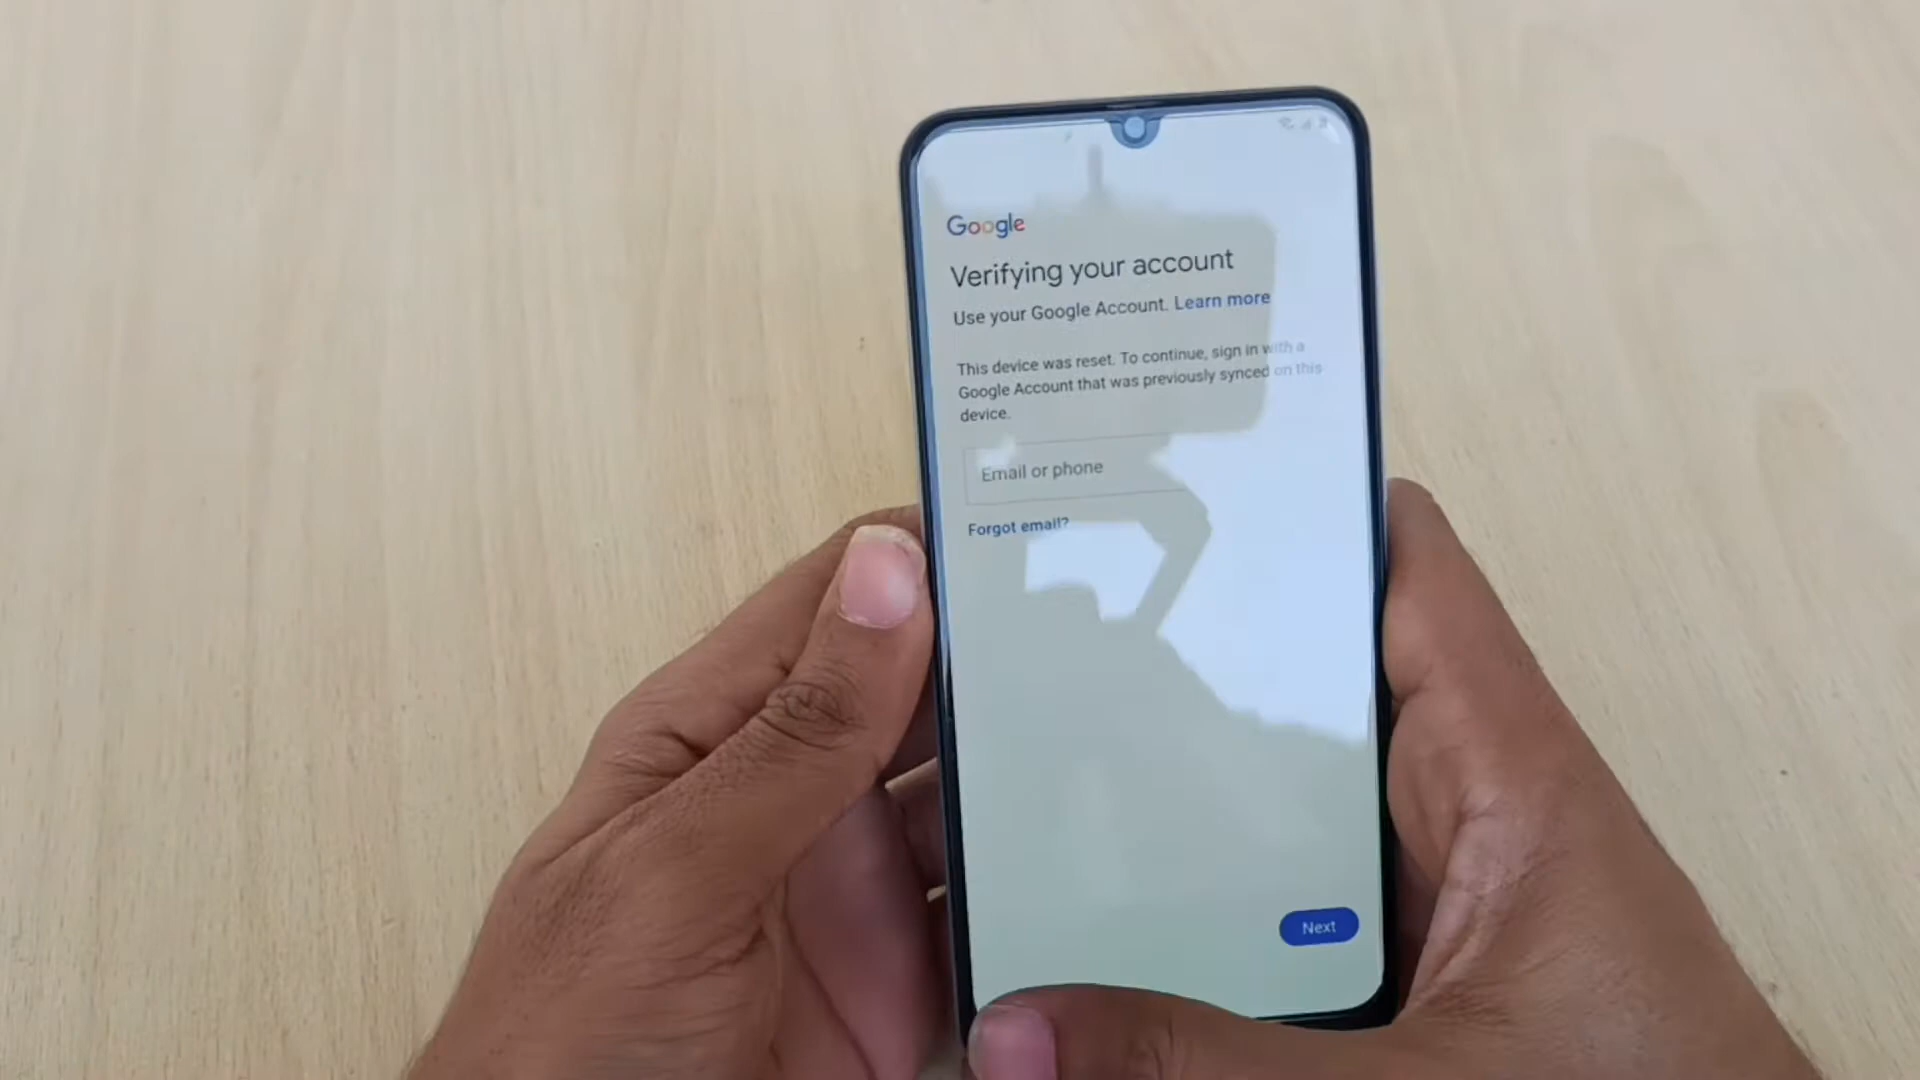 Google
Verifying your account
Use your Google Account. Learn more
This device was reset. To continue, sign in with a
Google Account that was previously synced on this
device.
Email or phone
Forgot email?
Next